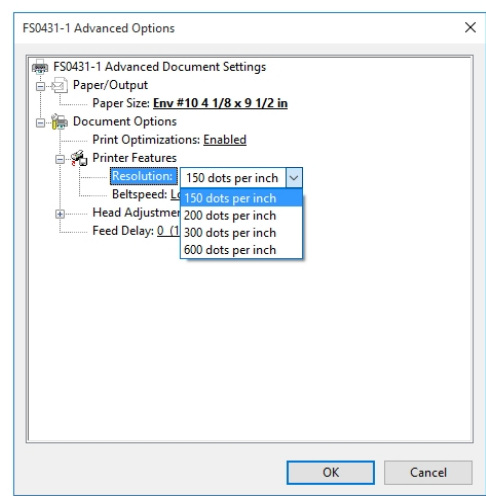 FS0431-1 Advanced Options
FS0431-1 Advanced Document Settings
Paper/Output
Paper Size: Env #10 4 1/8 x 9 1/2 in
Document Options
Print Optimizations: Enabled
Printer Features
Resolution: 150 dots per inch
Beltspeed:
150 dots per inch
200 dots per inch
300 dots per inch
600 dots per inch
Head
Feed Delay: 0 (1
OK Cancel